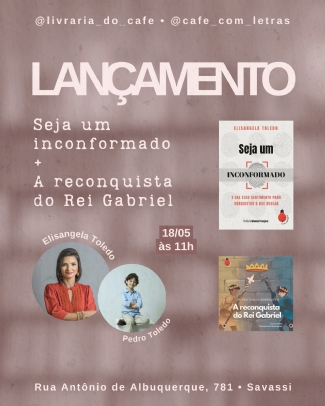 @livraria_do_cafe • @cafe_com_letras
LANÇAMENTO
Seja um
inconformado
+
A reconquista
do Rei Gabriel
ELISANGELA TOLEDO
Seja um
INCONFORMADO
18/05
às 11h
Elisangela Toledo
Pedro Toledo
A reconquista
do Rei Gabriel
Rua Antônio de Albuquerque, 781 • Savassi